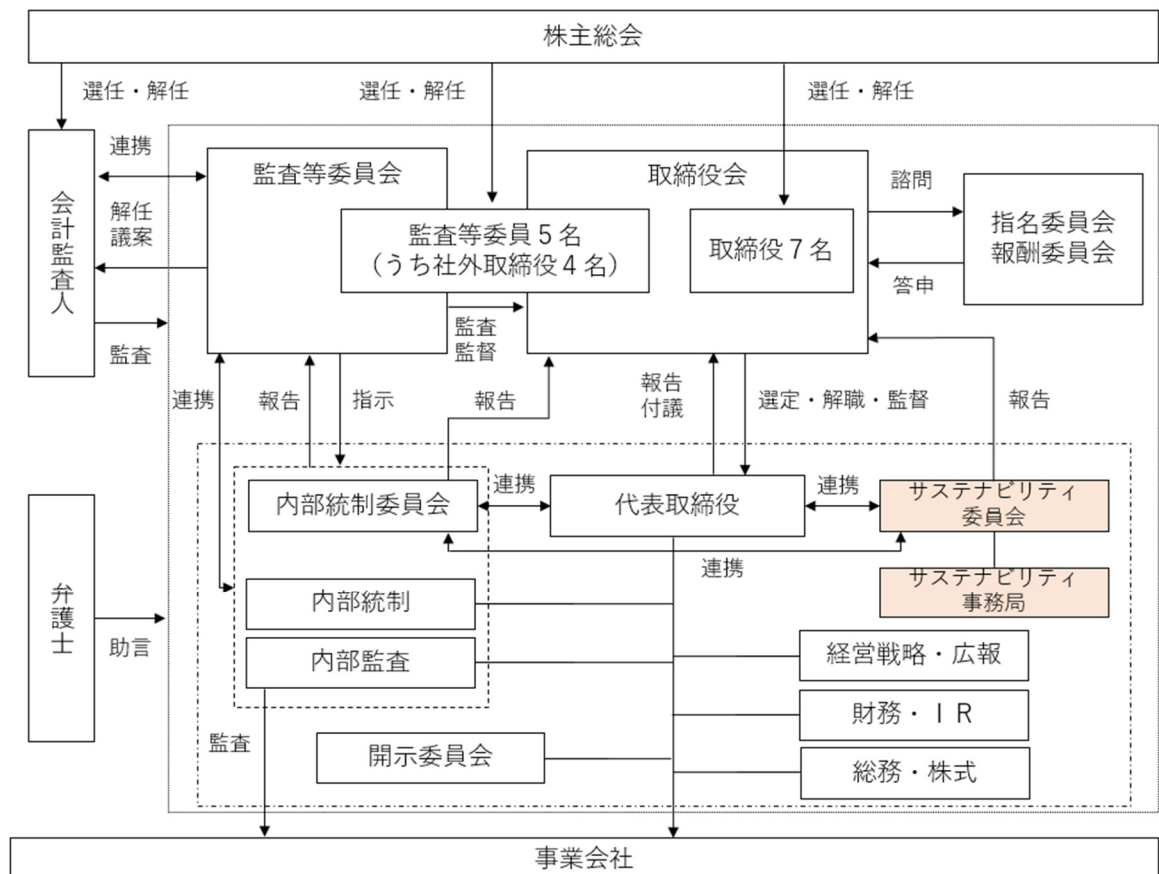 株主総会
選任・解任
選任・解任
選任・解任
会計監査人
連携
解任
議案
監査
監査等委員会
監査等委員5名
（うち社外取締役4名）
監査
監督
取締役会
取締役7名
諮問
答申
指名委員会
報酬委員会
連携
報告
指示
報告
報告
付議
選定・解職・監督
報告
内部統制委員会
連携
代表取締役
連携
サステナビリティ
委員会
連携
サステナビリティ
事務局
弁護士
助言
内部統制
内部監査
経営戦略・広報
財務・ＩＲ
監査
開示委員会
総務・株式
事業会社